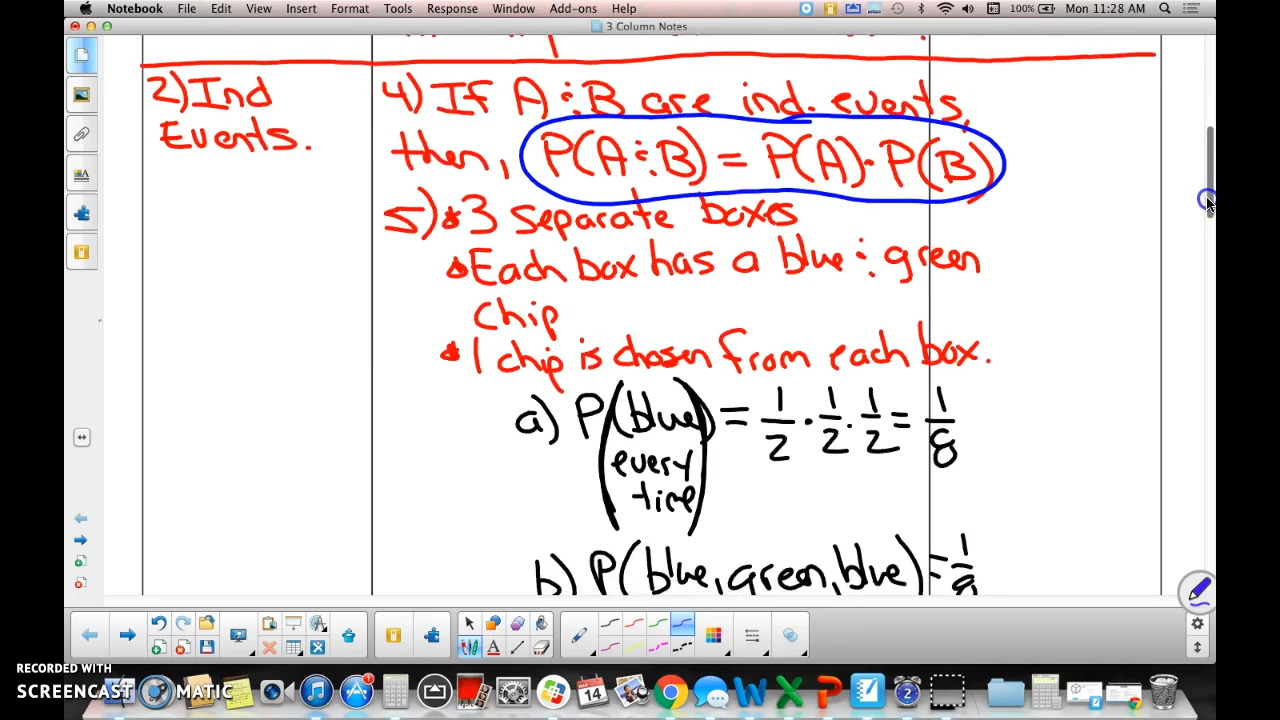 Notebook File Edit View Insert Format Tools Response Window Add-ons Help 100% Mon 11:28 AM
3 Column Notes
2) Ind
Events.
4) If A & B are ind. events,
then, P(A & B) = P(A) · P(B)
5) * 3 separate boxes
* Each box has a blue & green
chip
* 1 chip is chosen from each box.
a) P(blue every time) = 1/2 · 1/2 · 1/2 = 1/8
b) P(blue, green, blue) = 1/8
RECORDED WITH
SCREENCAST MATIC